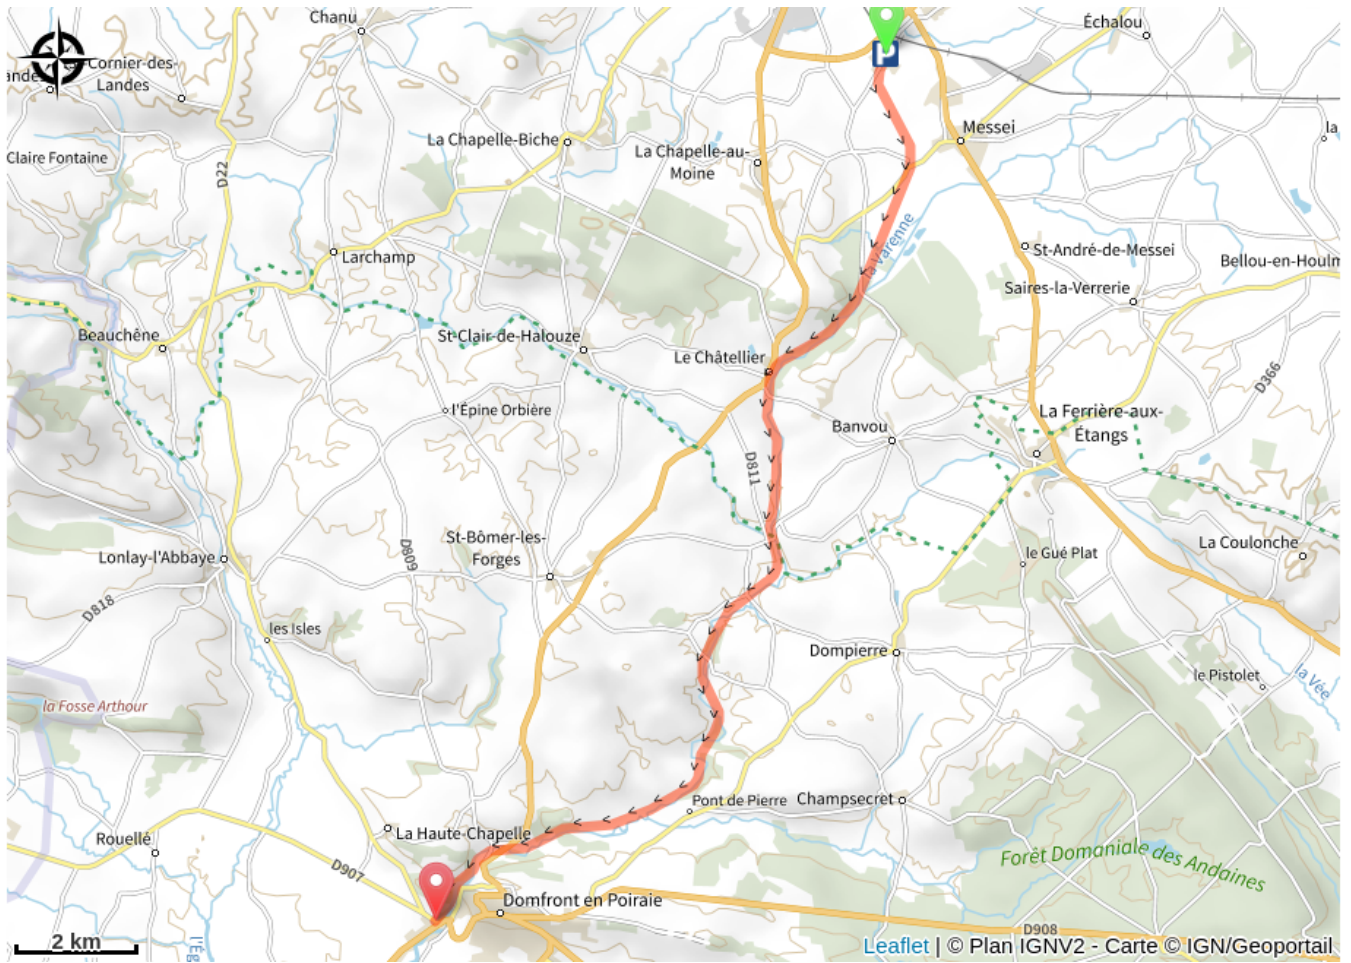 Chanu
Échalou
Cornier-des-
Landes
P
Messei
La Chapelle-Biche
La Chapelle-au-
Moine
Claire Fontaine
D22
la
la Varenne
St-André-de-Messei
Larchamp
Bellou-en-Houlm
Saires-la-Verrerie
Beauchêne
St-Clair-de-Halouze
Le Châtellier
D366
l'Épine Orbière
La Ferrière-aux-
Étangs
Banvou
D811
St-Bômer-les-
Forges
D809
Lonlay-l'Abbaye
La Coulonche
le Gué Plat
D818
les Isles
Dompierre
le Pistolet
la Vée
la Fosse Arthour
Pont de Pierre
Champsecret
La Haute-Chapelle
Rouellé
Forêt Domaniale des Andaines
D907
Domfront en Poiraie
D908
2 km
Leaflet | © Plan IGNV2 - Carte © IGN/Geoportail